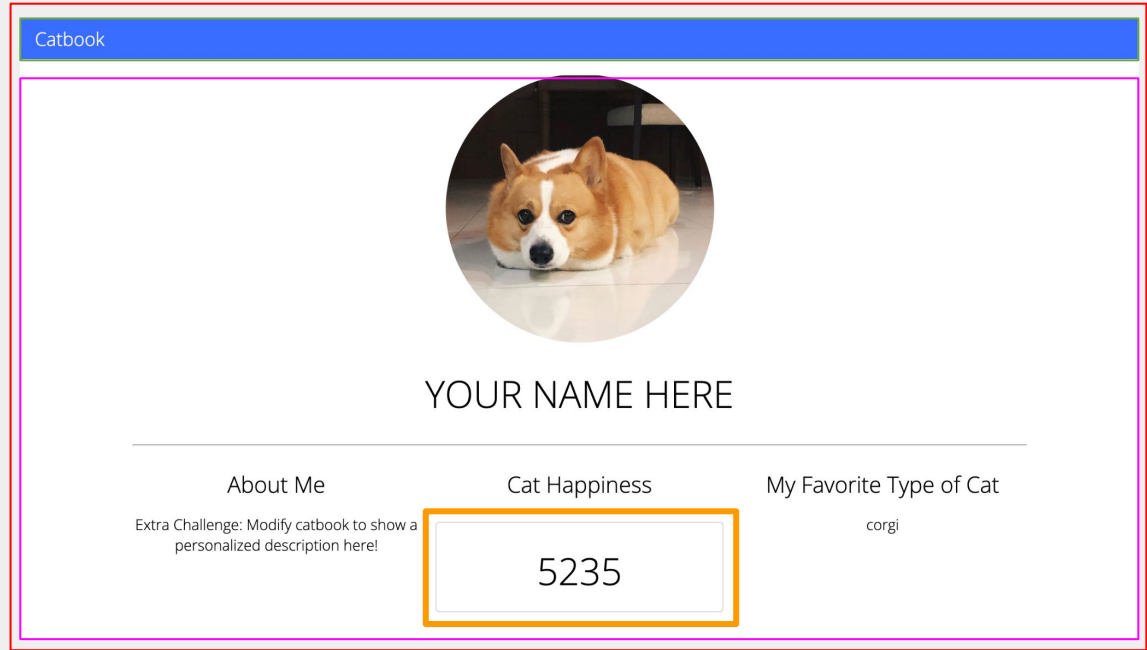 Catbook
YOUR NAME HERE
About Me
Cat Happiness
My Favorite Type of Cat
Extra Challenge: Modify catbook to show a
personalized description here!
5235
corgi